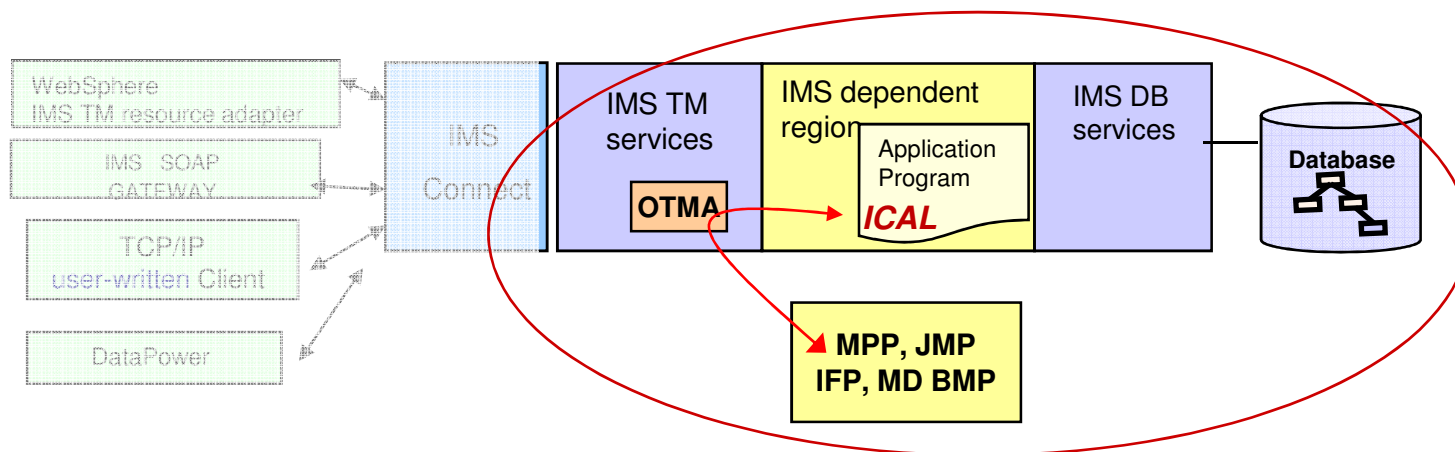 WebSphere
IMS TM resource adapter
IMS SOAP
GATEWAY
TCP/IP
user-written Client
DataPower
IMS
Connect
IMS TM
services
OTMA
IMS dependent
region
Application
Program
ICAL
IMS DB
services
Database
MPP, JMP
IFP, MD BMP